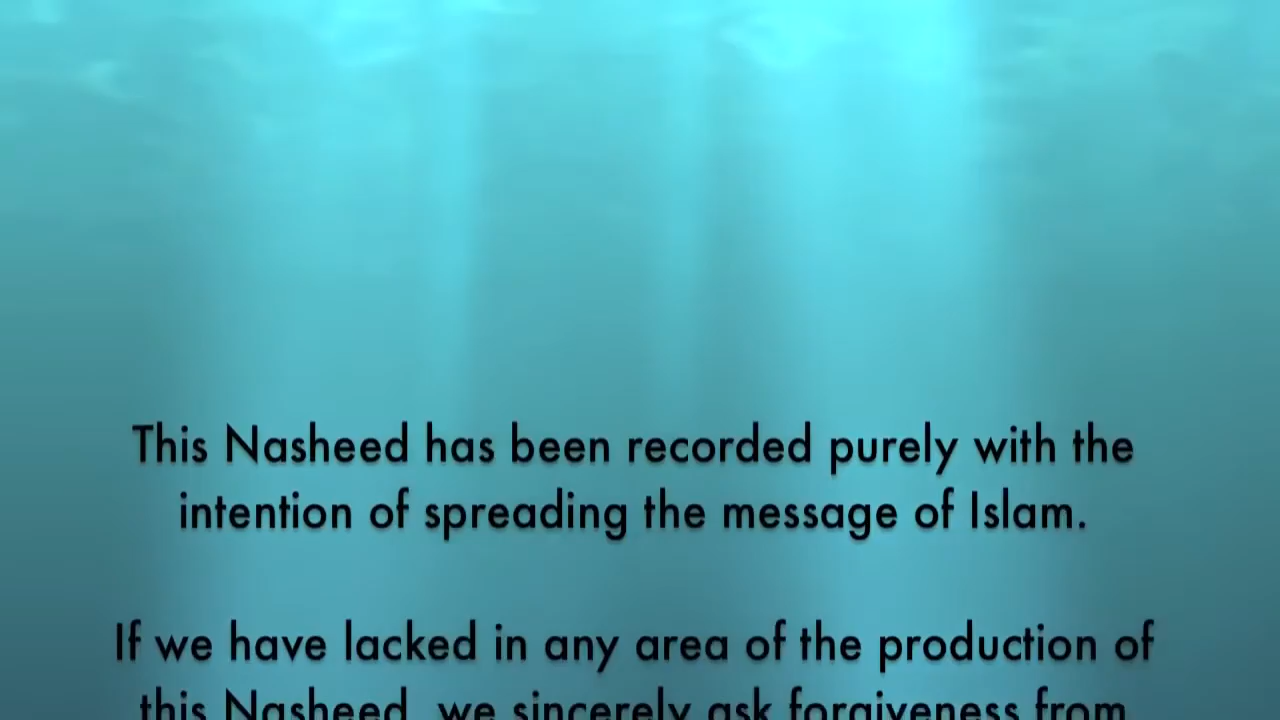 This Nasheed has been recorded purely with the
intention of spreading the message of Islam.
If we have lacked in any area of the production of
this Nasheed, we sincerely ask forgiveness from